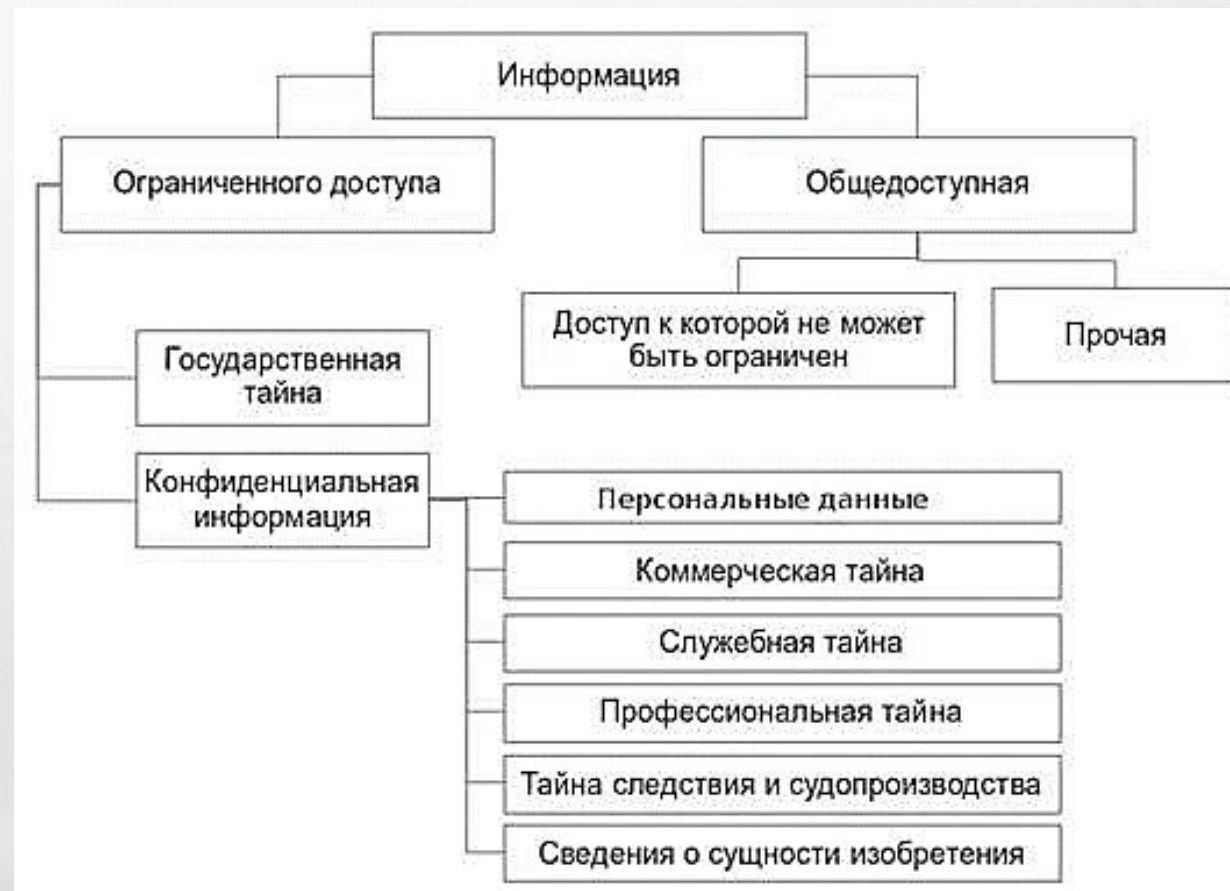 Информация
Ограниченного доступа
Общедоступная
Доступ к которой не может
быть ограничен
Прочая
Государственная
тайна
Конфиденциальная
информация
Персональные данные
Коммерческая тайна
Служебная тайна
Профессиональная тайна
Тайна следствия и судопроизводства
Сведения о сущности изобретения